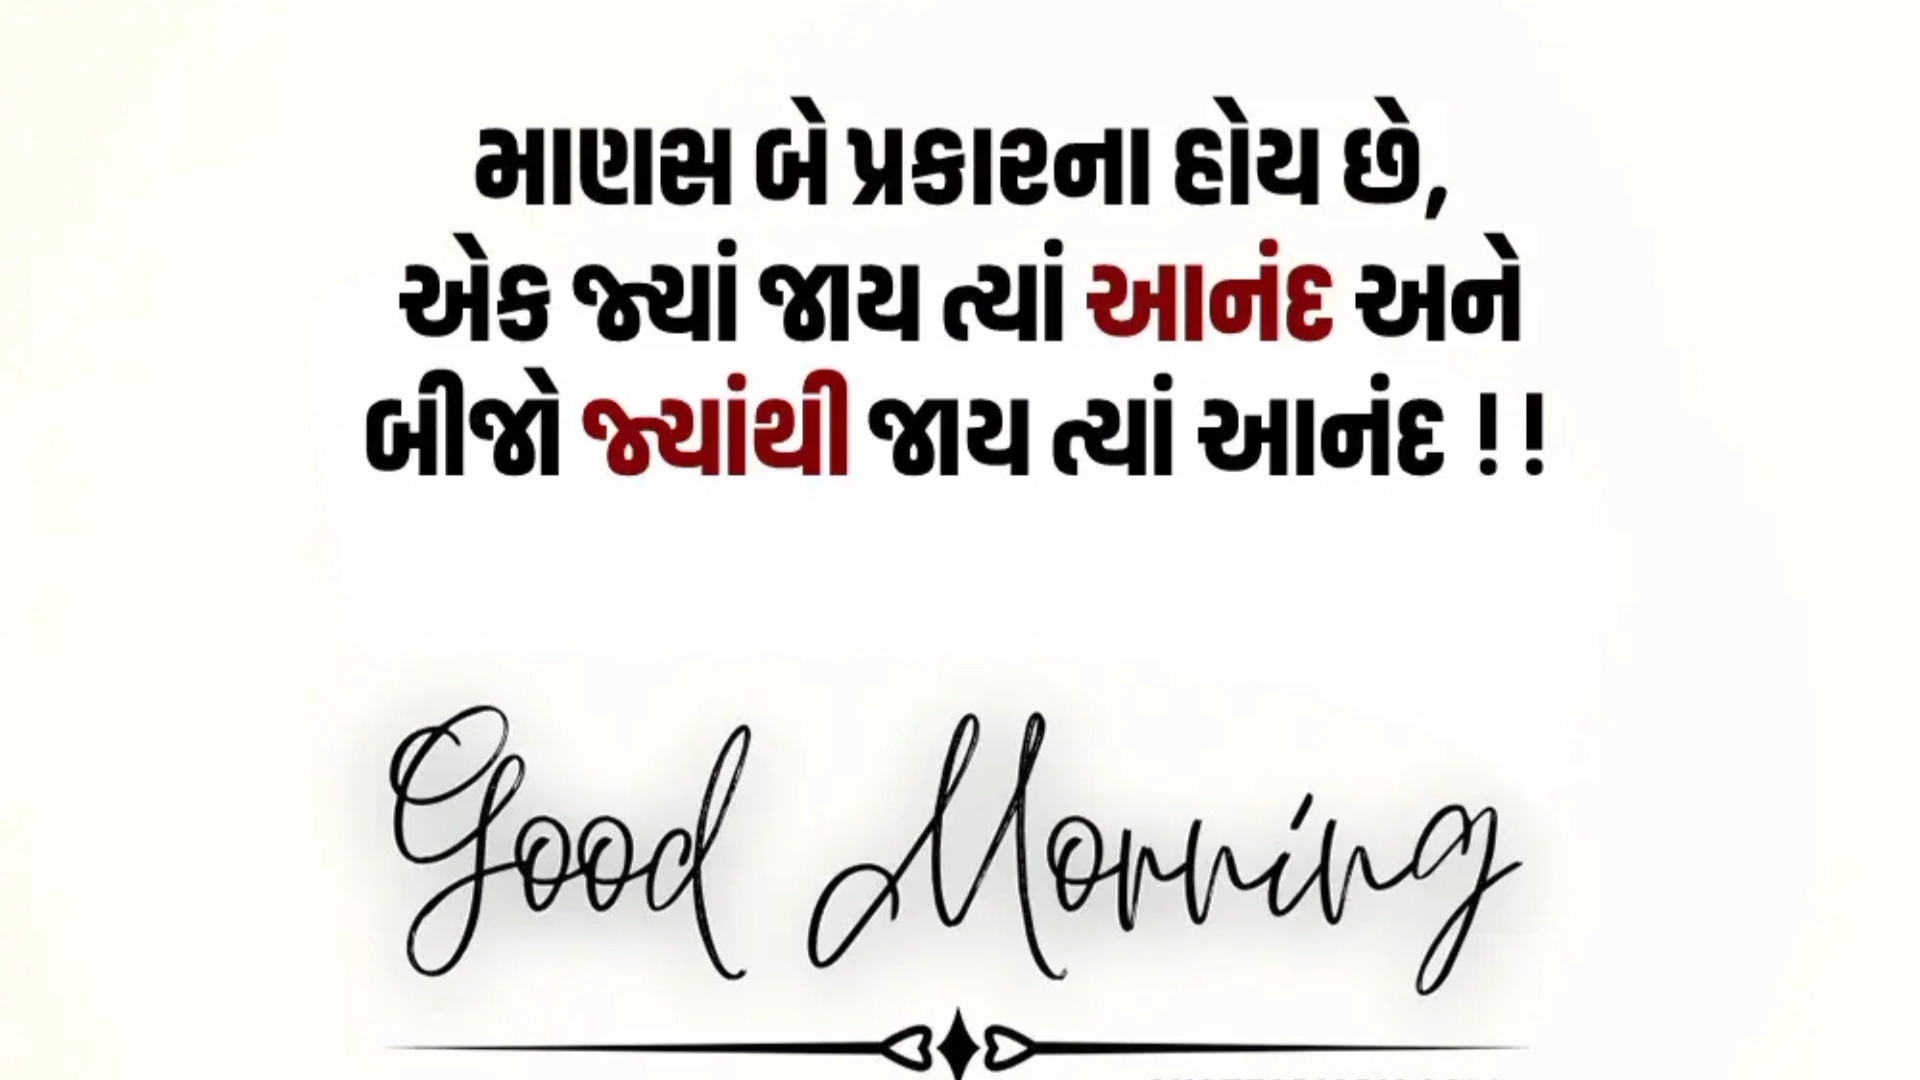 માણસ બે પ્રકારના હોય છે,
એક જ્યાં જાય ત્યાં આનંદ અને
બીજો જ્યાંથી જાય ત્યાં આનંદ !!
Good Morning